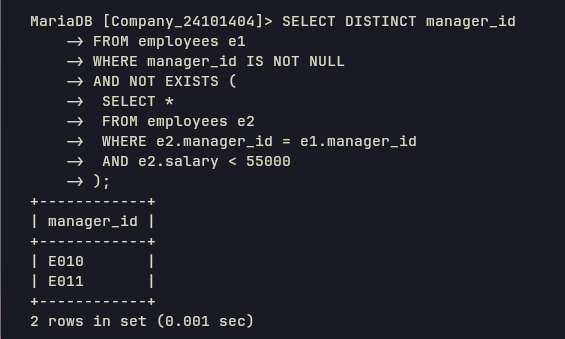 MariaDB [Company_24101404]> SELECT DISTINCT manager_id
    -> FROM employees e1
    -> WHERE manager_id IS NOT NULL
    -> AND NOT EXISTS (
    ->  SELECT *
    ->  FROM employees e2
    ->  WHERE e2.manager_id = e1.manager_id
    ->  AND e2.salary < 55000
    -> );
+------------+
| manager_id |
+------------+
| E010       |
| E011       |
+------------+
2 rows in set (0.001 sec)